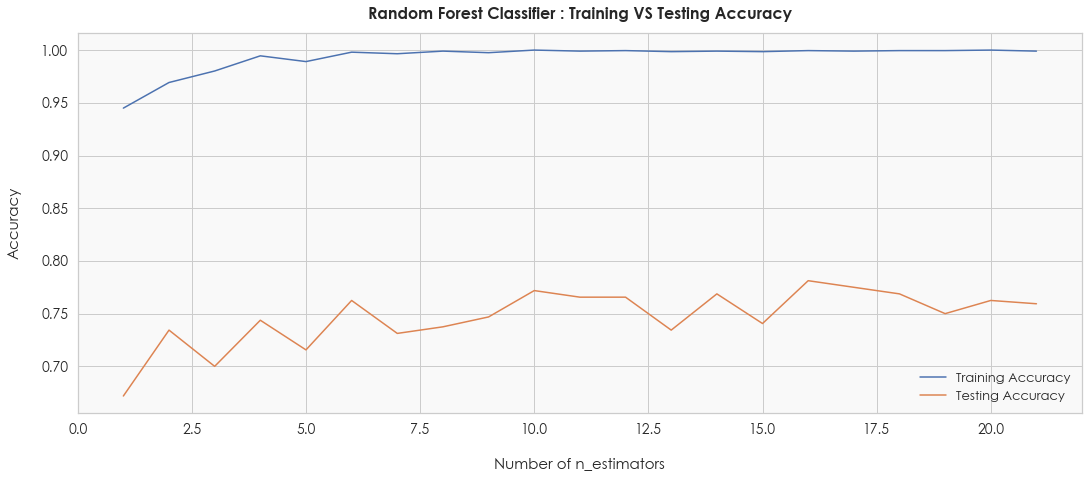 Random Forest Classifier : Training VS Testing Accuracy
1.00
0.95
0.90
0.85
0.80
0.75
0.70
Accuracy
Training Accuracy
Testing Accuracy
0.0 2.5 5.0 7.5 10.0 12.5 15.0 17.5 20.0
Number of n_estimators